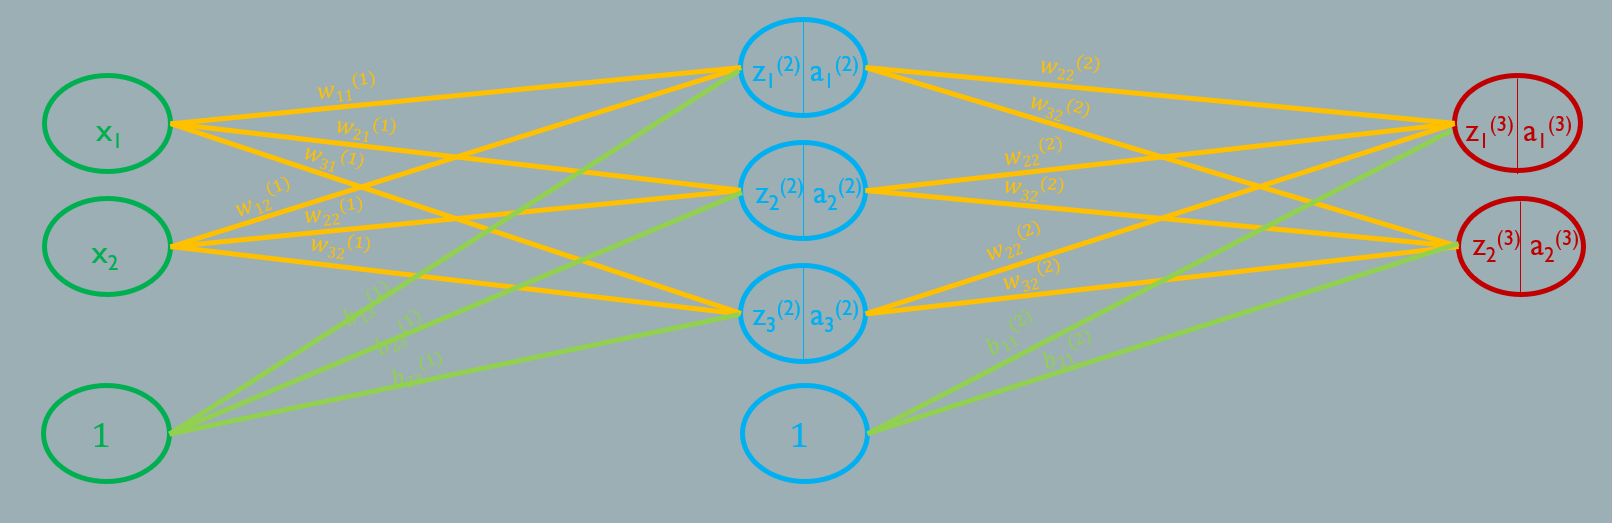 x₁
x₂
1
w₁₁⁽¹⁾
w₂₁⁽¹⁾
w₃₁⁽¹⁾
w₁₂⁽¹⁾
w₂₂⁽¹⁾
w₃₂⁽¹⁾
z₁⁽²⁾ a₁⁽²⁾
z₂⁽²⁾ a₂⁽²⁾
z₃⁽²⁾ a₃⁽²⁾
1
w₂₂⁽²⁾
w₃₂⁽²⁾
w₂₂⁽²⁾
w₃₂⁽²⁾
w₂₂⁽²⁾
w₃₂⁽²⁾
z₁⁽³⁾ a₁⁽³⁾
z₂⁽³⁾ a₂⁽³⁾